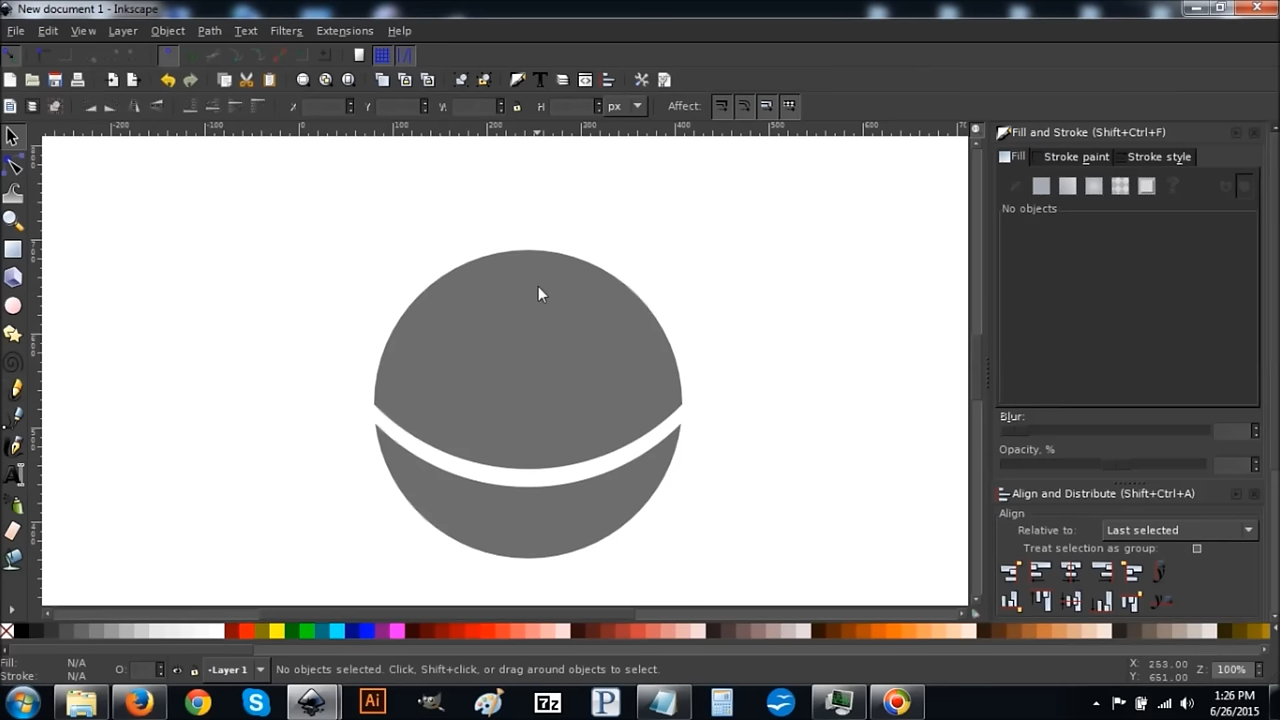 New document 1 - Inkscape
File Edit View Layer Object Path Text Filters Extensions Help
X Y W H px Affect:
-200 -100 0 100 200 300 400 500 600
Fill and Stroke (Shift+Ctrl+F)
Fill Stroke paint Stroke style
No objects
Blur:
Opacity, %
Align and Distribute (Shift+Ctrl+A)
Align
Relative to: Last selected
Treat selection as group:
Fill: N/A O: Layer 1 No objects selected. Click, Shift+click, or drag around objects to select. X: 253.00 Z: 100%
Stroke: N/A Y: 651.00
Ai 7z P
1:26 PM
6/26/2015